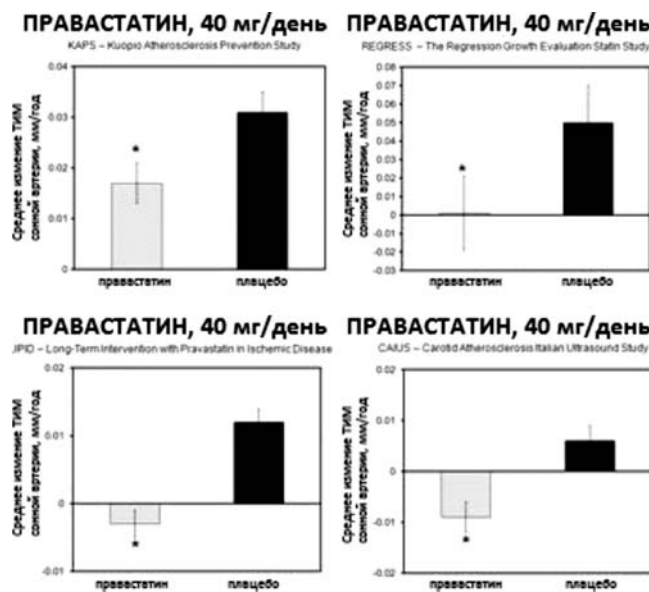 ПРАВАСТАТИН, 40 мг/день
KAPS – Kuopio Atherosclerosis Prevention Study
Среднее измение ТИМ
сонной артерии, мм/год
0.04
0.03
0.02
0.01
0
*
правастатин плацебо
ПРАВАСТАТИН, 40 мг/день
REGRESS – The Regression Growth Evaluation Statin Study
Среднее измение ТИМ
сонной артерии, мм/год
0.08
0.07
0.06
0.05
0.04
0.03
0.02
0.01
0
-0.01
-0.02
-0.03
*
правастатин плацебо
ПРАВАСТАТИН, 40 мг/день
IPID – Long-Term Intervention with Pravastatin in Ischemic Disease
Среднее измение ТИМ
сонной артерии, мм/год
0.02
0.01
0
-0.01
*
правастатин плацебо
ПРАВАСТАТИН, 40 мг/день
CAIUS – Carotid Atherosclerosis Italian Ultrasound Study
Среднее измение ТИМ
сонной артерии, мм/год
0.02
0.01
0
-0.01
-0.02
*
правастатин плацебо